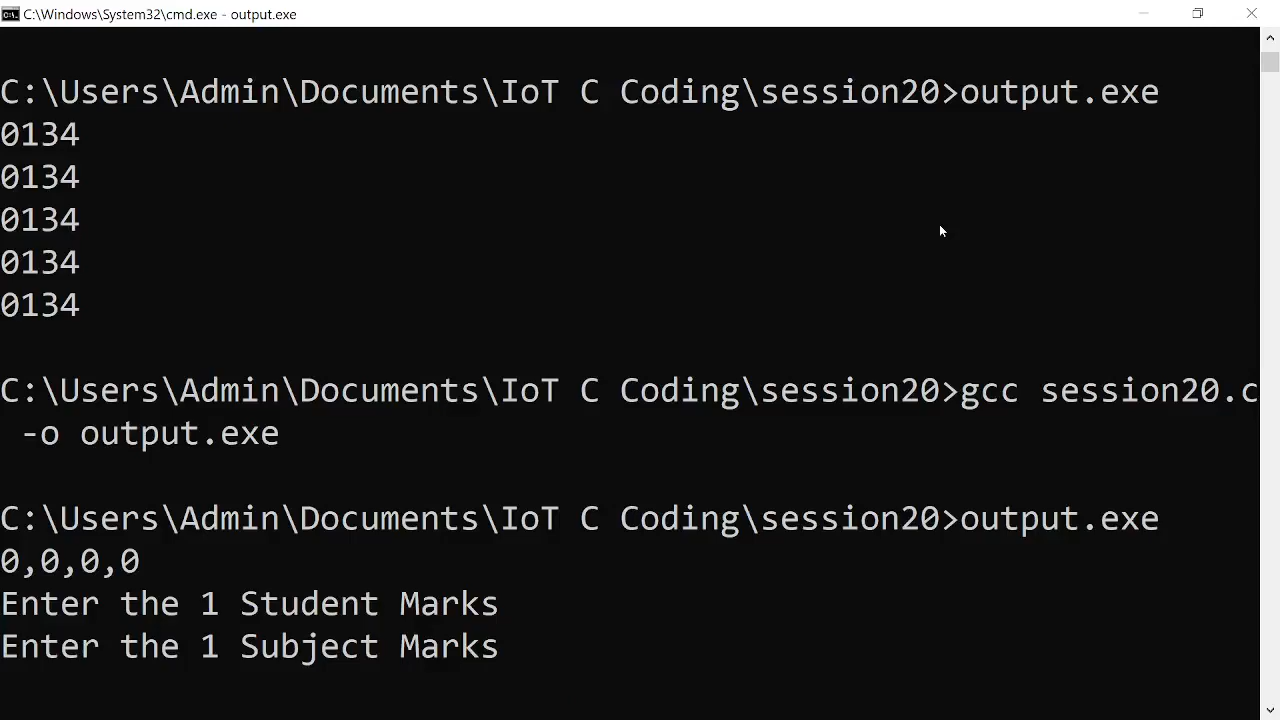 C:\Windows\System32\cmd.exe - output.exe
C:\Users\Admin\Documents\IoT C Coding\session20>output.exe
0134
0134
0134
0134
0134
C:\Users\Admin\Documents\IoT C Coding\session20>gcc session20.c
 -o output.exe
C:\Users\Admin\Documents\IoT C Coding\session20>output.exe
0,0,0,0
Enter the 1 Student Marks
Enter the 1 Subject Marks